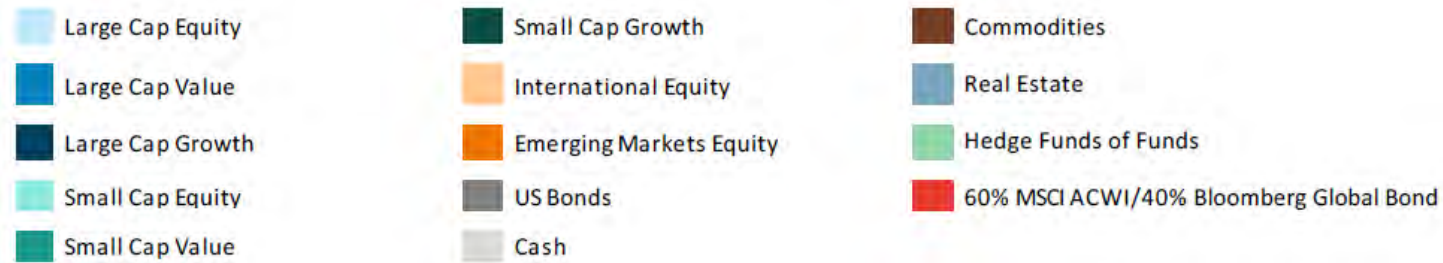 Large Cap Equity
Large Cap Value
Large Cap Growth
Small Cap Equity
Small Cap Value
Small Cap Growth
International Equity
Emerging Markets Equity
US Bonds
Cash
Commodities
Real Estate
Hedge Funds of Funds
60% MSCI ACWI/40% Bloomberg Global Bond